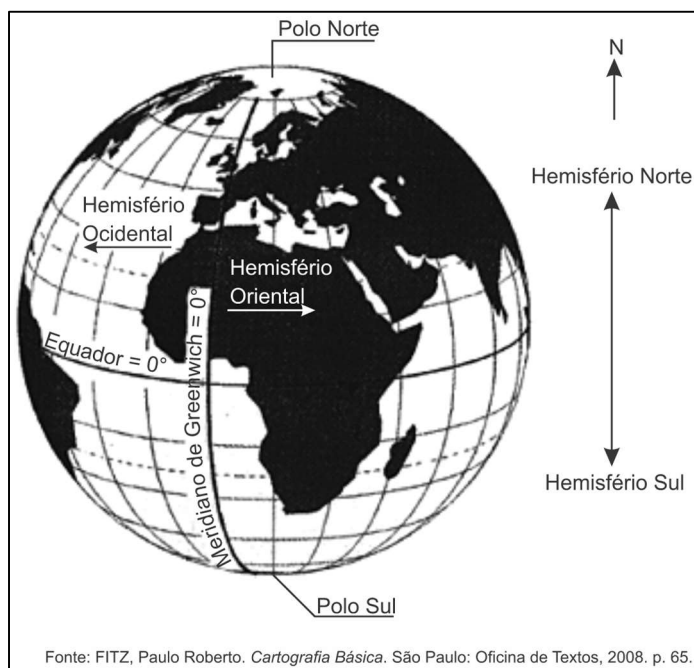 Polo Norte
N
Hemisfério Norte
Hemisfério
Ocidental
Hemisfério
Oriental
Equador = 0°
Meridiano de Greenwich = 0°
Hemisfério Sul
Polo Sul
Fonte: FITZ, Paulo Roberto. Cartografia Básica. São Paulo: Oficina de Textos, 2008. p. 65.